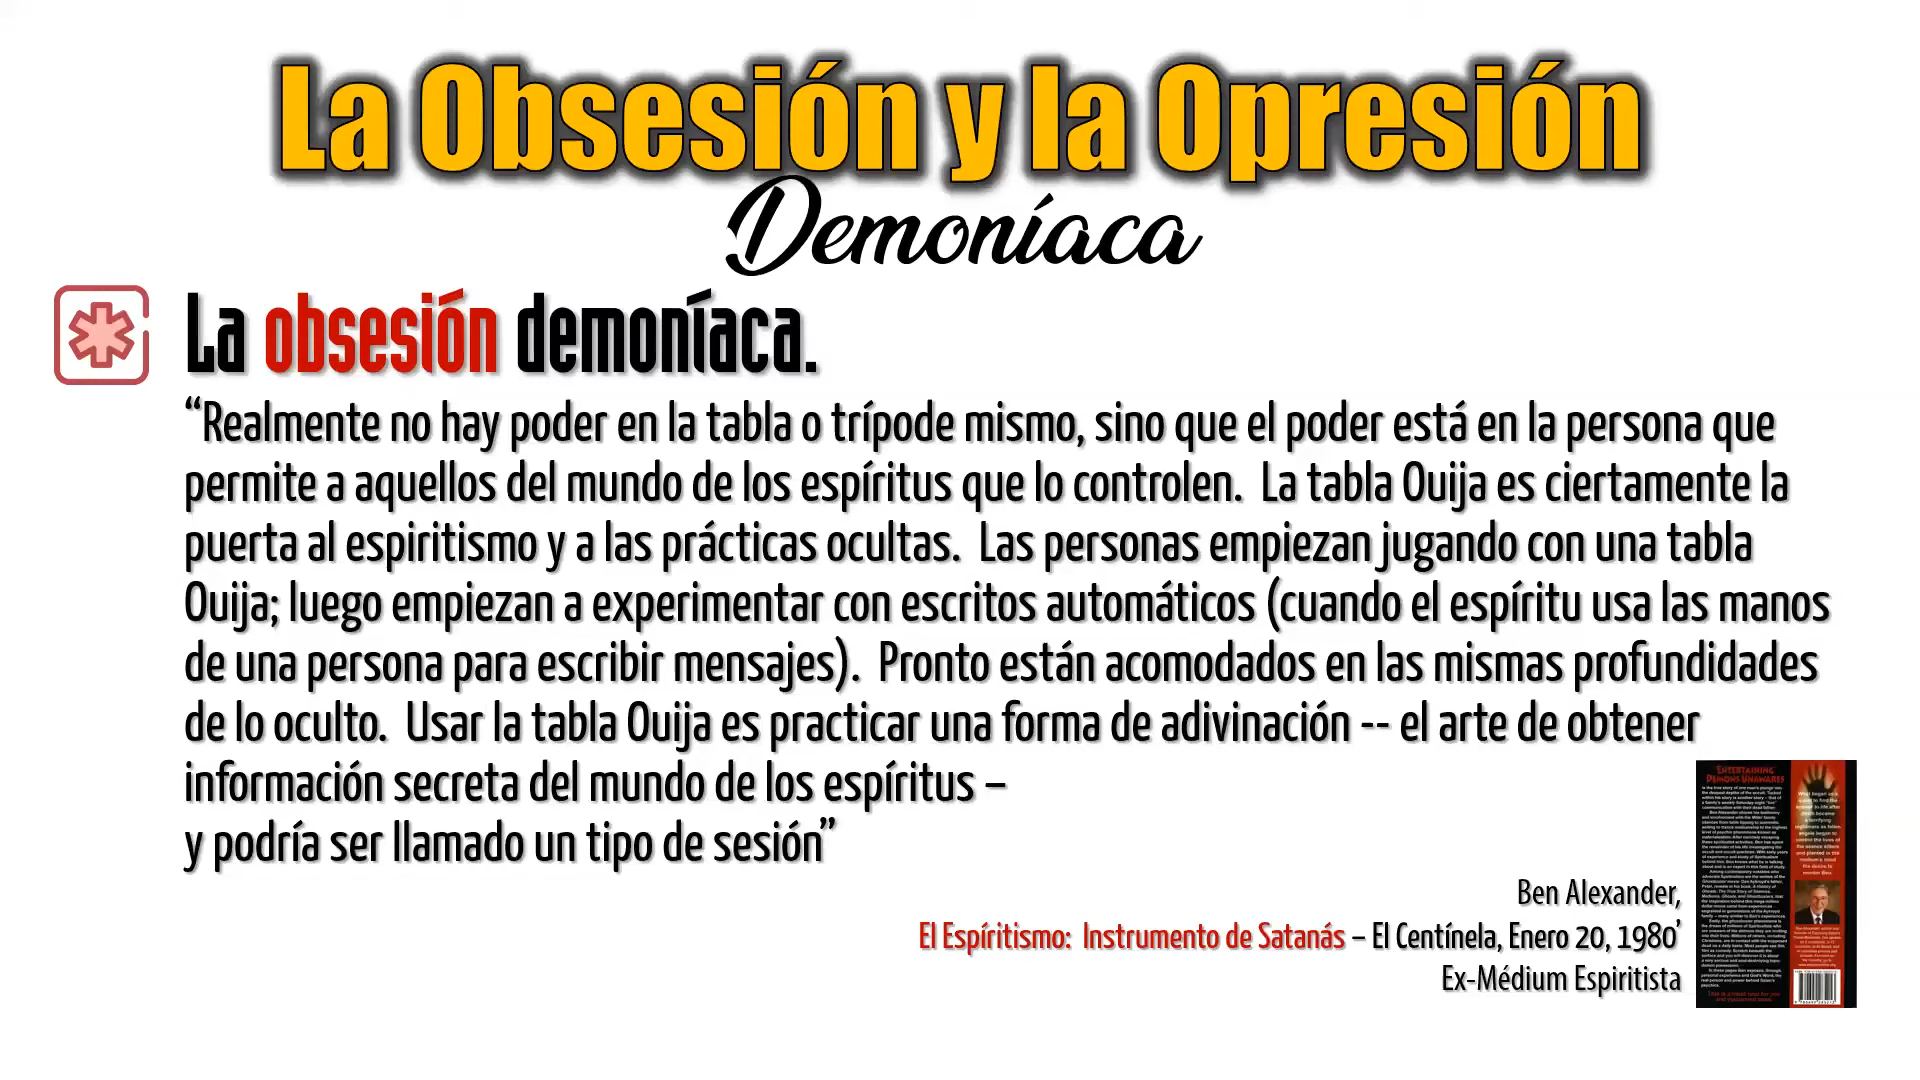 La Obsesión y la Opresión
Demoníaca
La obsesión demoníaca.
“Realmente no hay poder en la tabla o trípode mismo, sino que el poder está en la persona que
permite a aquellos del mundo de los espíritus que lo controlen. La tabla Ouija es ciertamente la
puerta al espiritismo y a las prácticas ocultas. Las personas empiezan jugando con una tabla
Ouija; luego empiezan a experimentar con escritos automáticos (cuando el espíritu usa las manos
de una persona para escribir mensajes). Pronto están acomodados en las mismas profundidades
de lo oculto. Usar la tabla Ouija es practicar una forma de adivinación -- el arte de obtener
información secreta del mundo de los espíritus –
y podría ser llamado un tipo de sesión”
Ben Alexander,
El Espíritismo: Instrumento de Satanás – El Centínela, Enero 20, 1980’
Ex-Médium Espiritista
ENTERTAINING
DEMONS UNAWARES